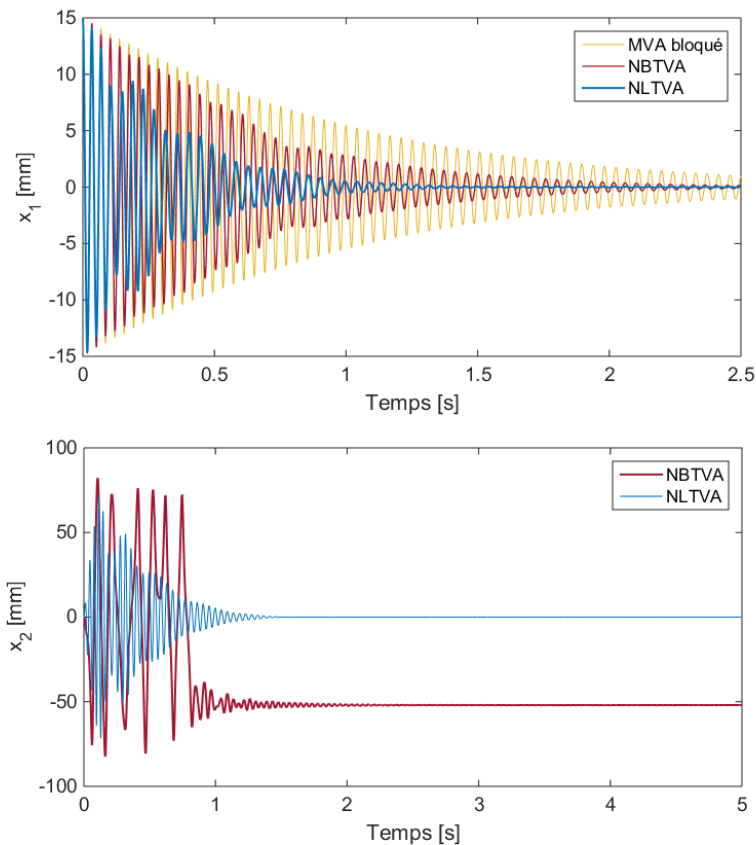 15
10
5
0
-5
-10
-15
x1 [mm]
MVA bloqué
NBTVA
NLTVA
0 0.5 1 1.5 2 2.5
Temps [s]
100
50
0
-50
-100
x2 [mm]
NBTVA
NLTVA
0 1 2 3 4 5
Temps [s]